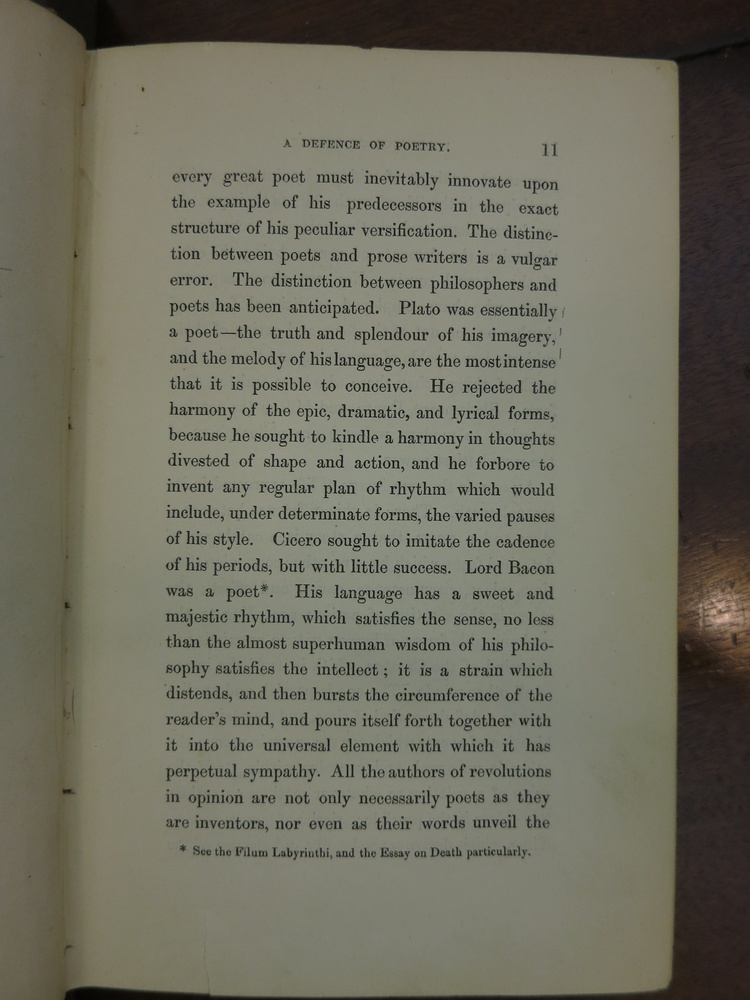 A DEFENCE OF POETRY. 11
every great poet must inevitably innovate upon
the example of his predecessors in the exact
structure of his peculiar versification. The distinc-
tion between poets and prose writers is a vulgar
error. The distinction between philosophers and
poets has been anticipated. Plato was essentially
a poet—the truth and splendour of his imagery,
and the melody of his language, are the most intense
that it is possible to conceive. He rejected the
harmony of the epic, dramatic, and lyrical forms,
because he sought to kindle a harmony in thoughts
divested of shape and action, and he forbore to
invent any regular plan of rhythm which would
include, under determinate forms, the varied pauses
of his style. Cicero sought to imitate the cadence
of his periods, but with little success. Lord Bacon
was a poet*. His language has a sweet and
majestic rhythm, which satisfies the sense, no less
than the almost superhuman wisdom of his philo-
sophy satisfies the intellect; it is a strain which
distends, and then bursts the circumference of the
reader's mind, and pours itself forth together with
it into the universal element with which it has
perpetual sympathy. All the authors of revolutions
in opinion are not only necessarily poets as they
are inventors, nor even as their words unveil the
* See the Filum Labyrinthi, and the Essay on Death particularly.